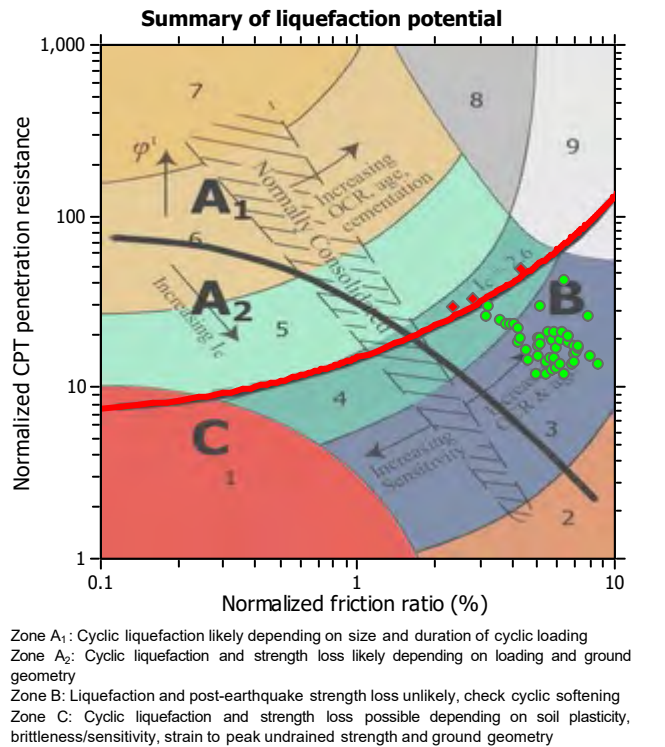 Summary of liquefaction potential
1,000
7
8
9
φ'
Increasing
OCR, age,
cementation
A1
Normally Consolidated
100
6
Ic = 2.6
A2
B
Increasing Ic
5
10
4
Increasing
OCR & age
C
3
Increasing
Sensitivity
1
2
1
0.1
1
10
Normalized CPT penetration resistance
Normalized friction ratio (%)
Zone A1: Cyclic liquefaction likely depending on size and duration of cyclic loading
Zone A2: Cyclic liquefaction and strength loss likely depending on loading and ground
geometry
Zone B: Liquefaction and post-earthquake strength loss unlikely, check cyclic softening
Zone C: Cyclic liquefaction and strength loss possible depending on soil plasticity,
brittleness/sensitivity, strain to peak undrained strength and ground geometry